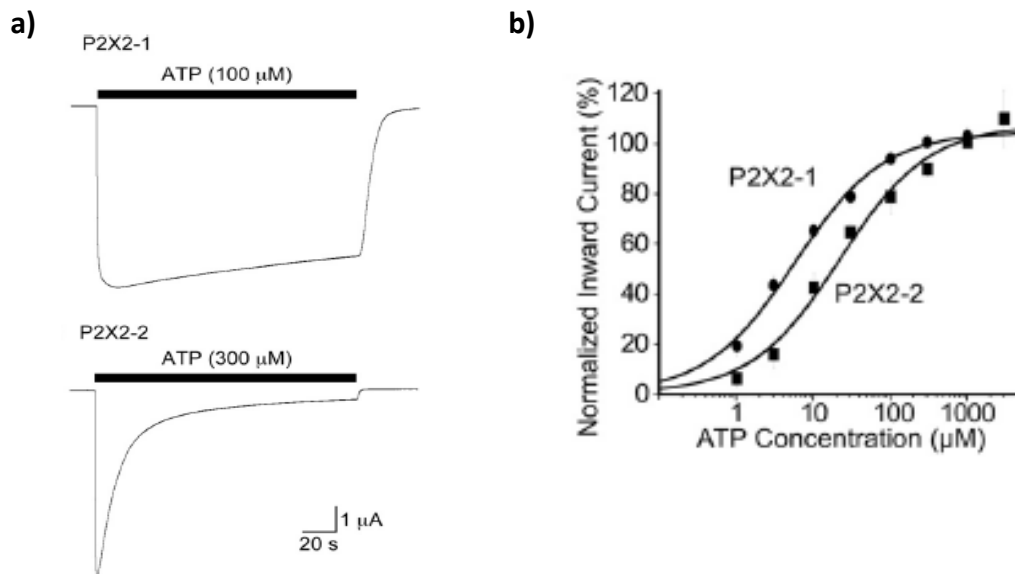 a)
P2X2-1
ATP (100 μM)
P2X2-2
ATP (300 μM)
1 μA
20 s
b)
Normalized Inward Current (%)
120
100
80
60
40
20
0
P2X2-1
P2X2-2
1 10 100 1000
ATP Concentration (μM)